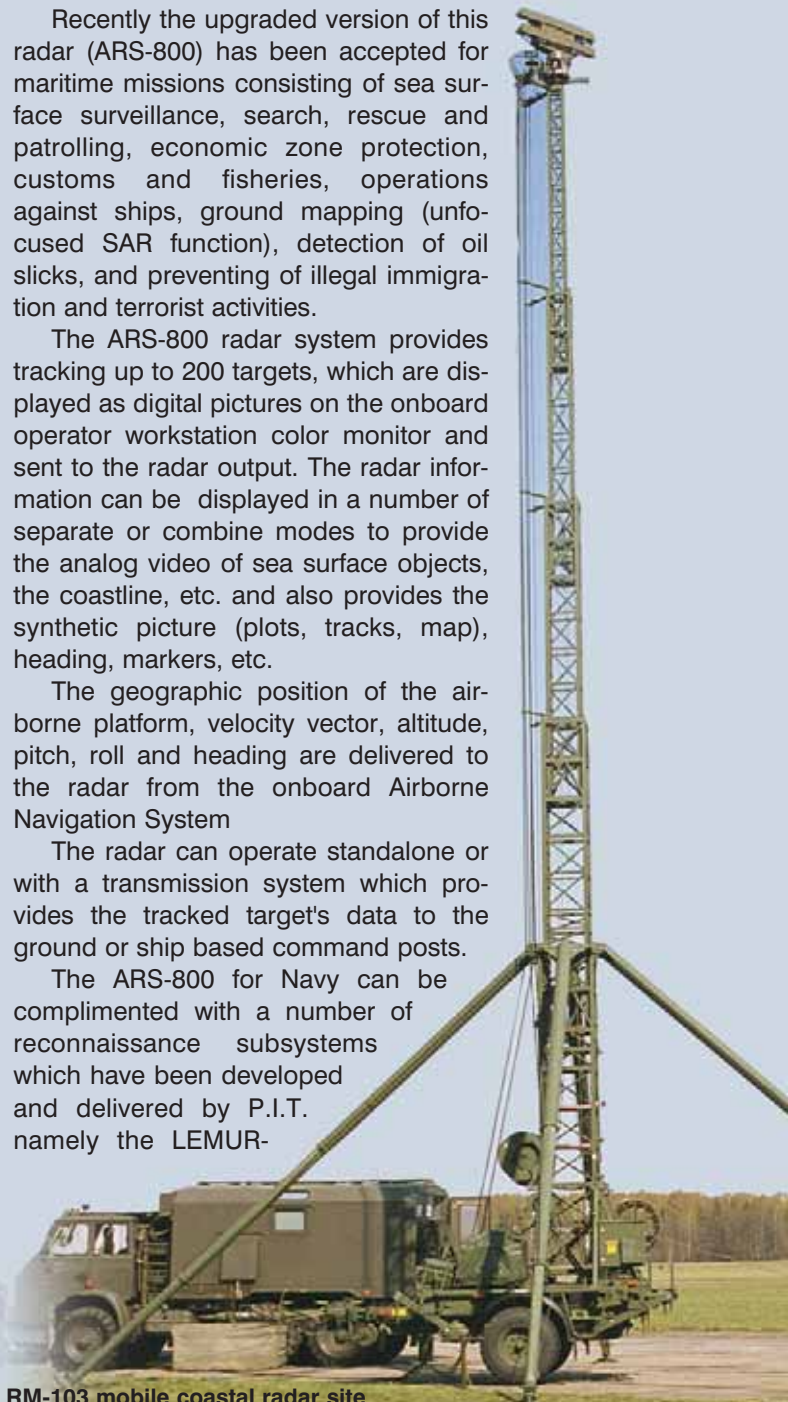 Recently the upgraded version of this
radar (ARS-800) has been accepted for
maritime missions consisting of sea sur-
face surveillance, search, rescue and
patrolling, economic zone protection,
customs and fisheries, operations
against ships, ground mapping (unfo-
cused SAR function), detection of oil
slicks, and preventing of illegal immigra-
tion and terrorist activities.
The ARS-800 radar system provides
tracking up to 200 targets, which are dis-
played as digital pictures on the onboard
operator workstation color monitor and
sent to the radar output. The radar infor-
mation can be displayed in a number of
separate or combine modes to provide
the analog video of sea surface objects,
the coastline, etc. and also provides the
synthetic picture (plots, tracks, map),
heading, markers, etc.
The geographic position of the air-
borne platform, velocity vector, altitude,
pitch, roll and heading are delivered to
the radar from the onboard Airborne
Navigation System
The radar can operate standalone or
with a transmission system which pro-
vides the tracked target's data to the
ground or ship based command posts.
The ARS-800 for Navy can be
complimented with a number of
reconnaissance subsystems
which have been developed
and delivered by P.I.T.
namely the LEMUR-
RM-103 mobile coastal radar site